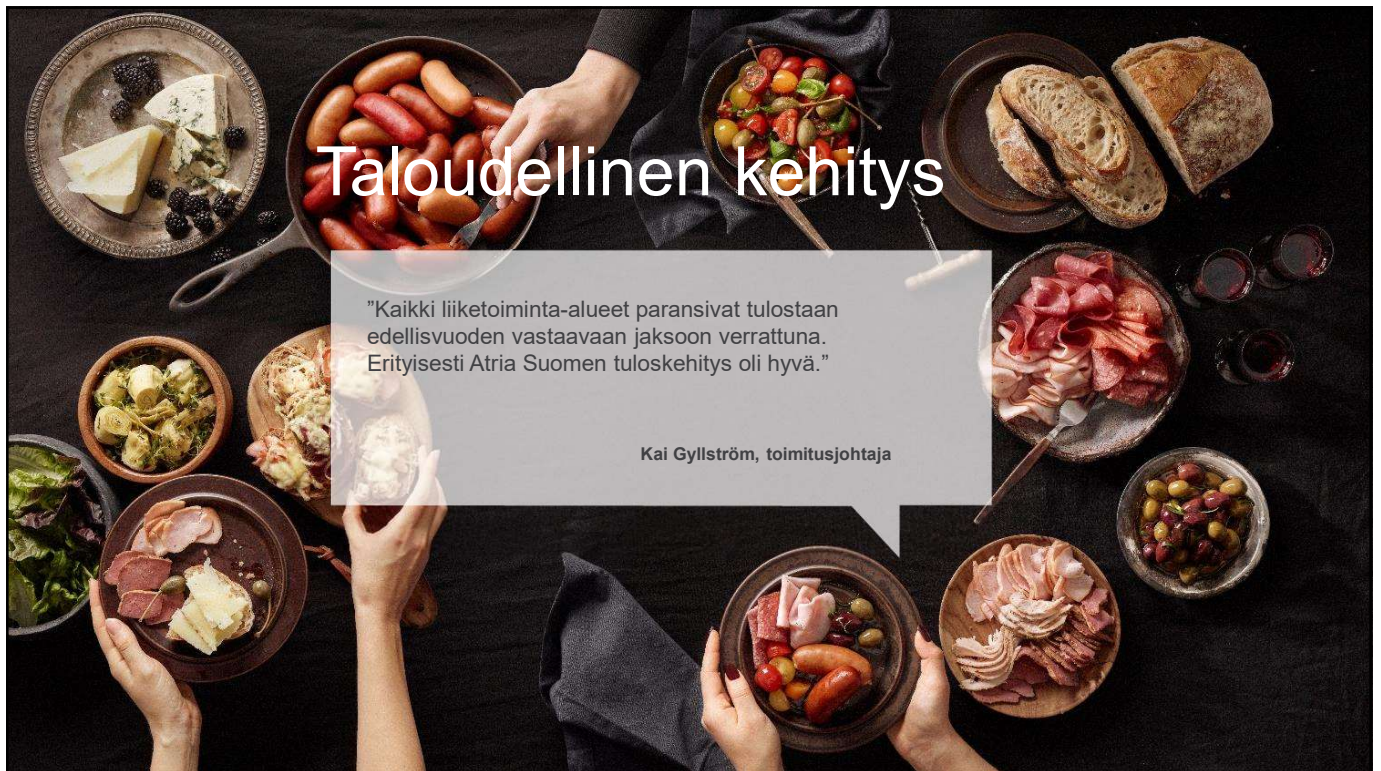 Taloudellinen kehitys
”Kaikki liiketoiminta-alueet paransivat tulostaan
edellisvuoden vastaavaan jaksoon verrattuna.
Erityisesti Atria Suomen tuloskehitys oli hyvä.”
Kai Gyllström, toimitusjohtaja